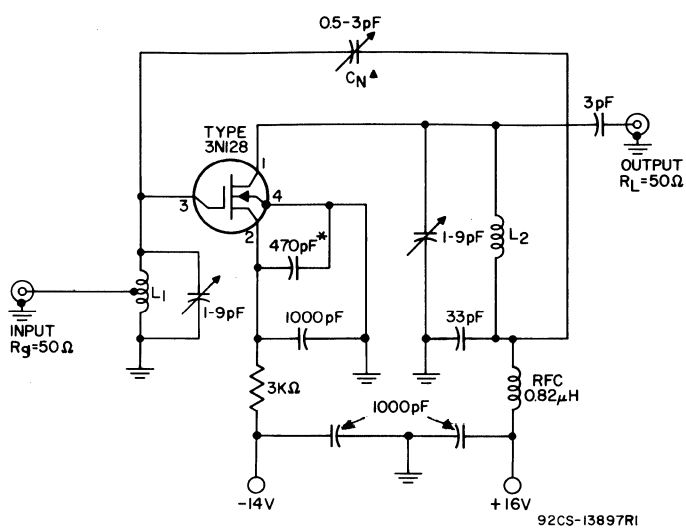 0.5-3pF
CN▲
3pF
TYPE
3N128
1
4
3
2
OUTPUT
RL=50Ω
470pF*
1-9pF
L2
L1
1-9pF
INPUT
Rg=50Ω
1000pF
33pF
3KΩ
RFC
0.82μH
1000pF
-14V
+16V
92CS-13897R1